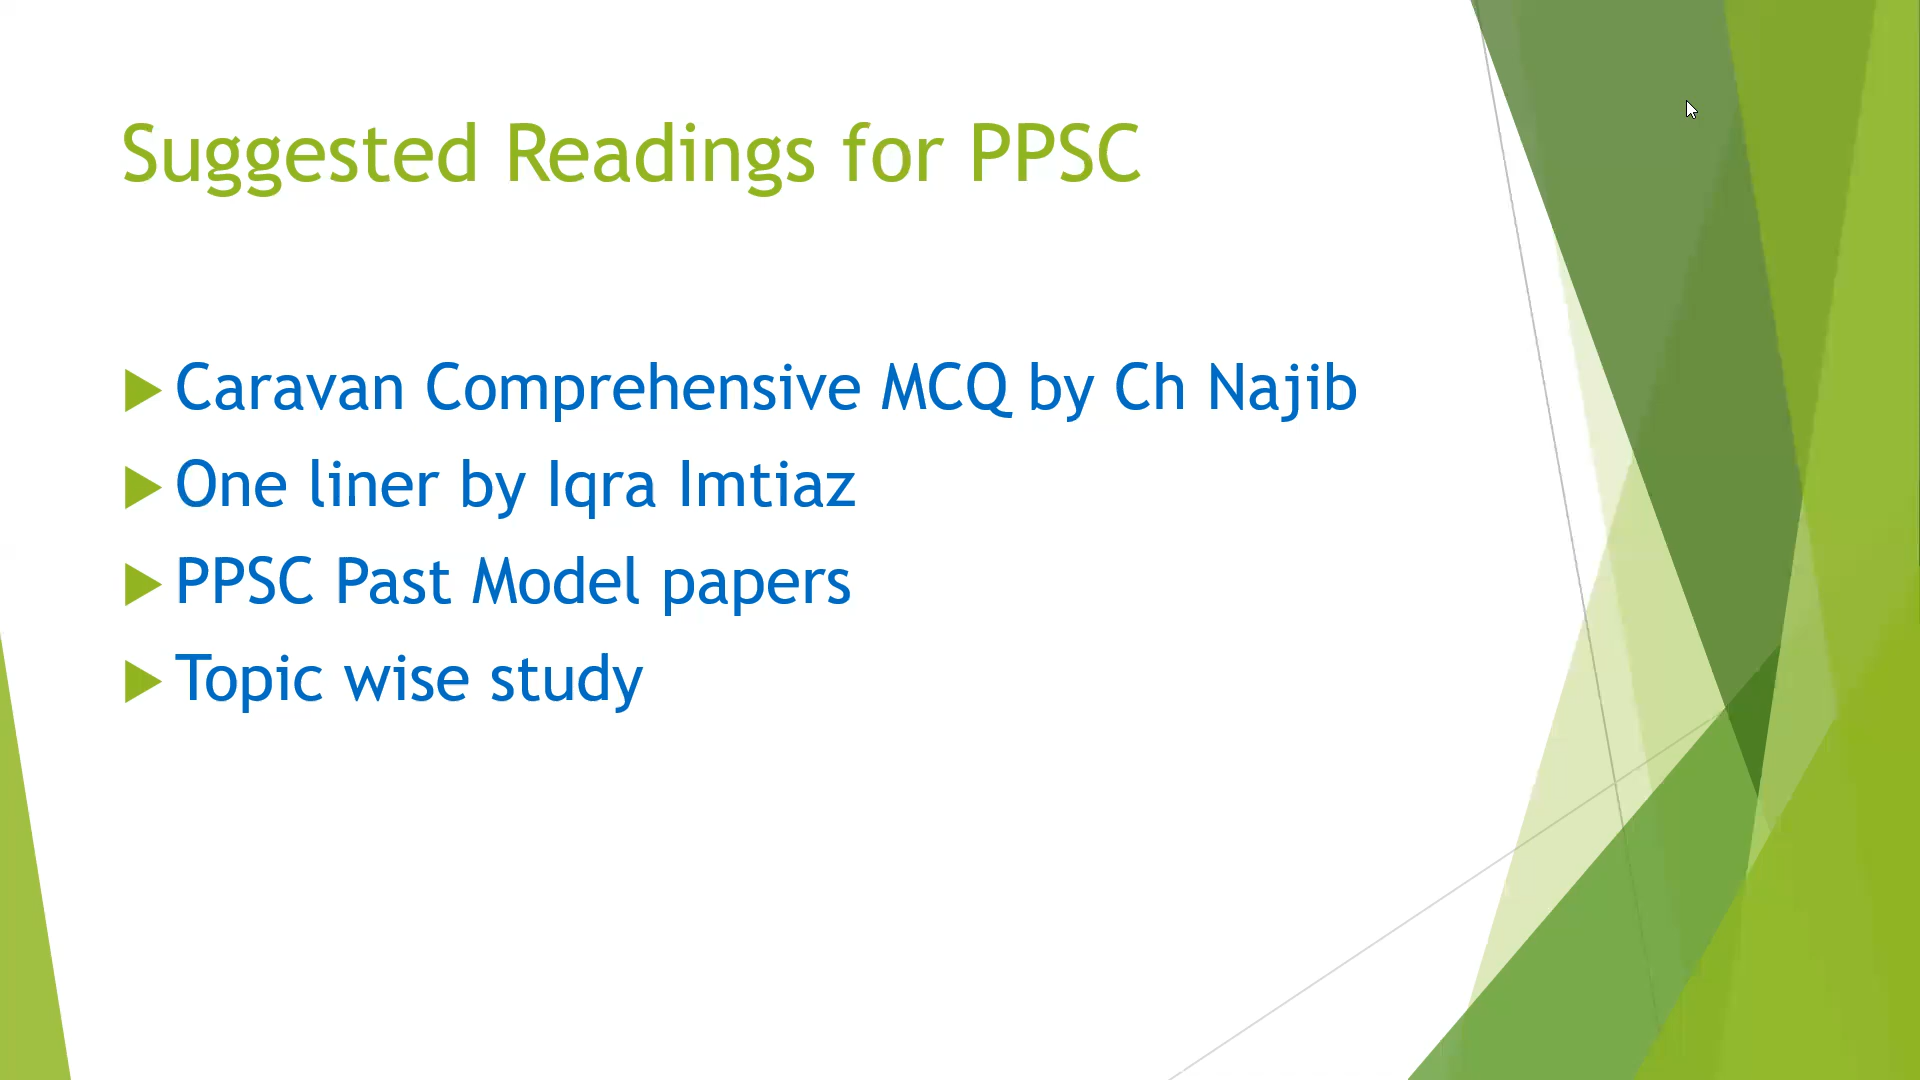 Suggested Readings for PPSC
Caravan Comprehensive MCQ by Ch Najib
One liner by Iqra Imtiaz
PPSC Past Model papers
Topic wise study